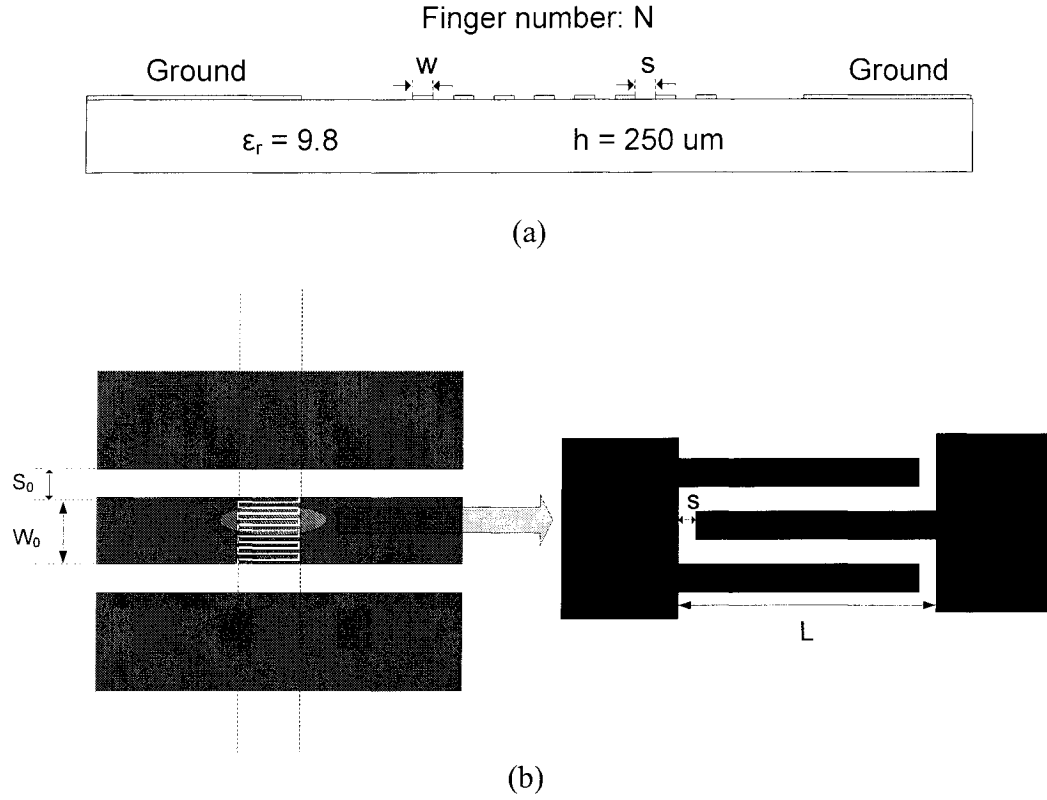 Finger number: N
Ground
W
S
Ground
εr = 9.8
h = 250 um
(a)
S0
W0
S
L
(b)